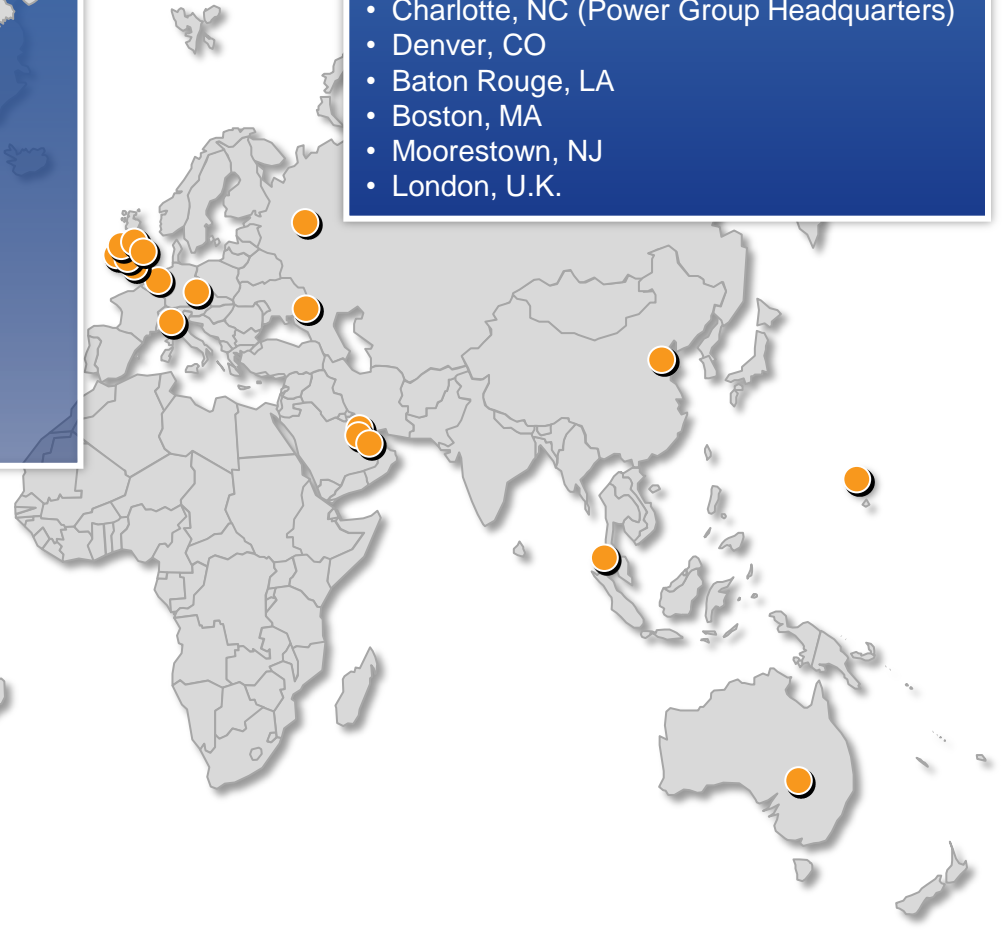 • Charlotte, NC (Power Group Headquarters)
• Denver, CO
• Baton Rouge, LA
• Boston, MA
• Moorestown, NJ
• London, U.K.